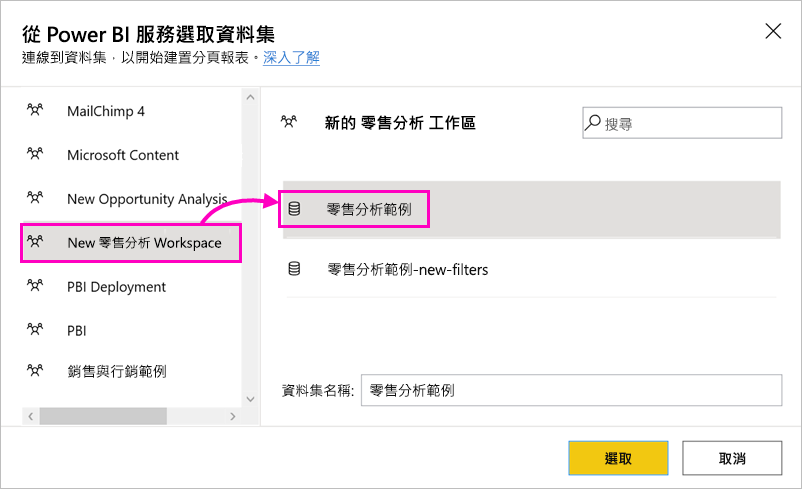 從 Power BI 服務選取資料集
連線到資料集，以開始建置分頁報表。深入了解
MailChimp 4
Microsoft Content
New Opportunity Analysis
New 零售分析 Workspace
PBI Deployment
PBI
銷售與行銷範例
新的 零售分析 工作區
搜尋
零售分析範例
零售分析範例-new-filters
資料集名稱: 零售分析範例
選取
取消